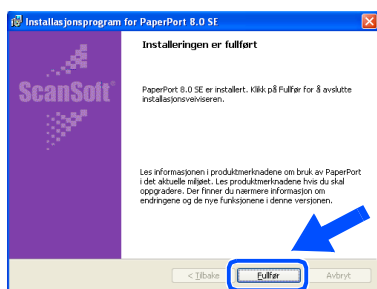 Installasjonsprogram for PaperPort 8.0 SE
Installeringen er fullført
ScanSoft®
PaperPort 8.0 SE er installert. Klikk på Fullfør for å avslutte
installasjonsveiviseren.
Les informasjonen i produktmerknadene om bruk av PaperPort
i det aktuelle miljøet. Les produktmerknadene hvis du skal
oppgradere. Der finner du nærmere informasjon om
endringene og de nye funksjonene i denne versjonen.
< Tilbake Fullfør Avbryt